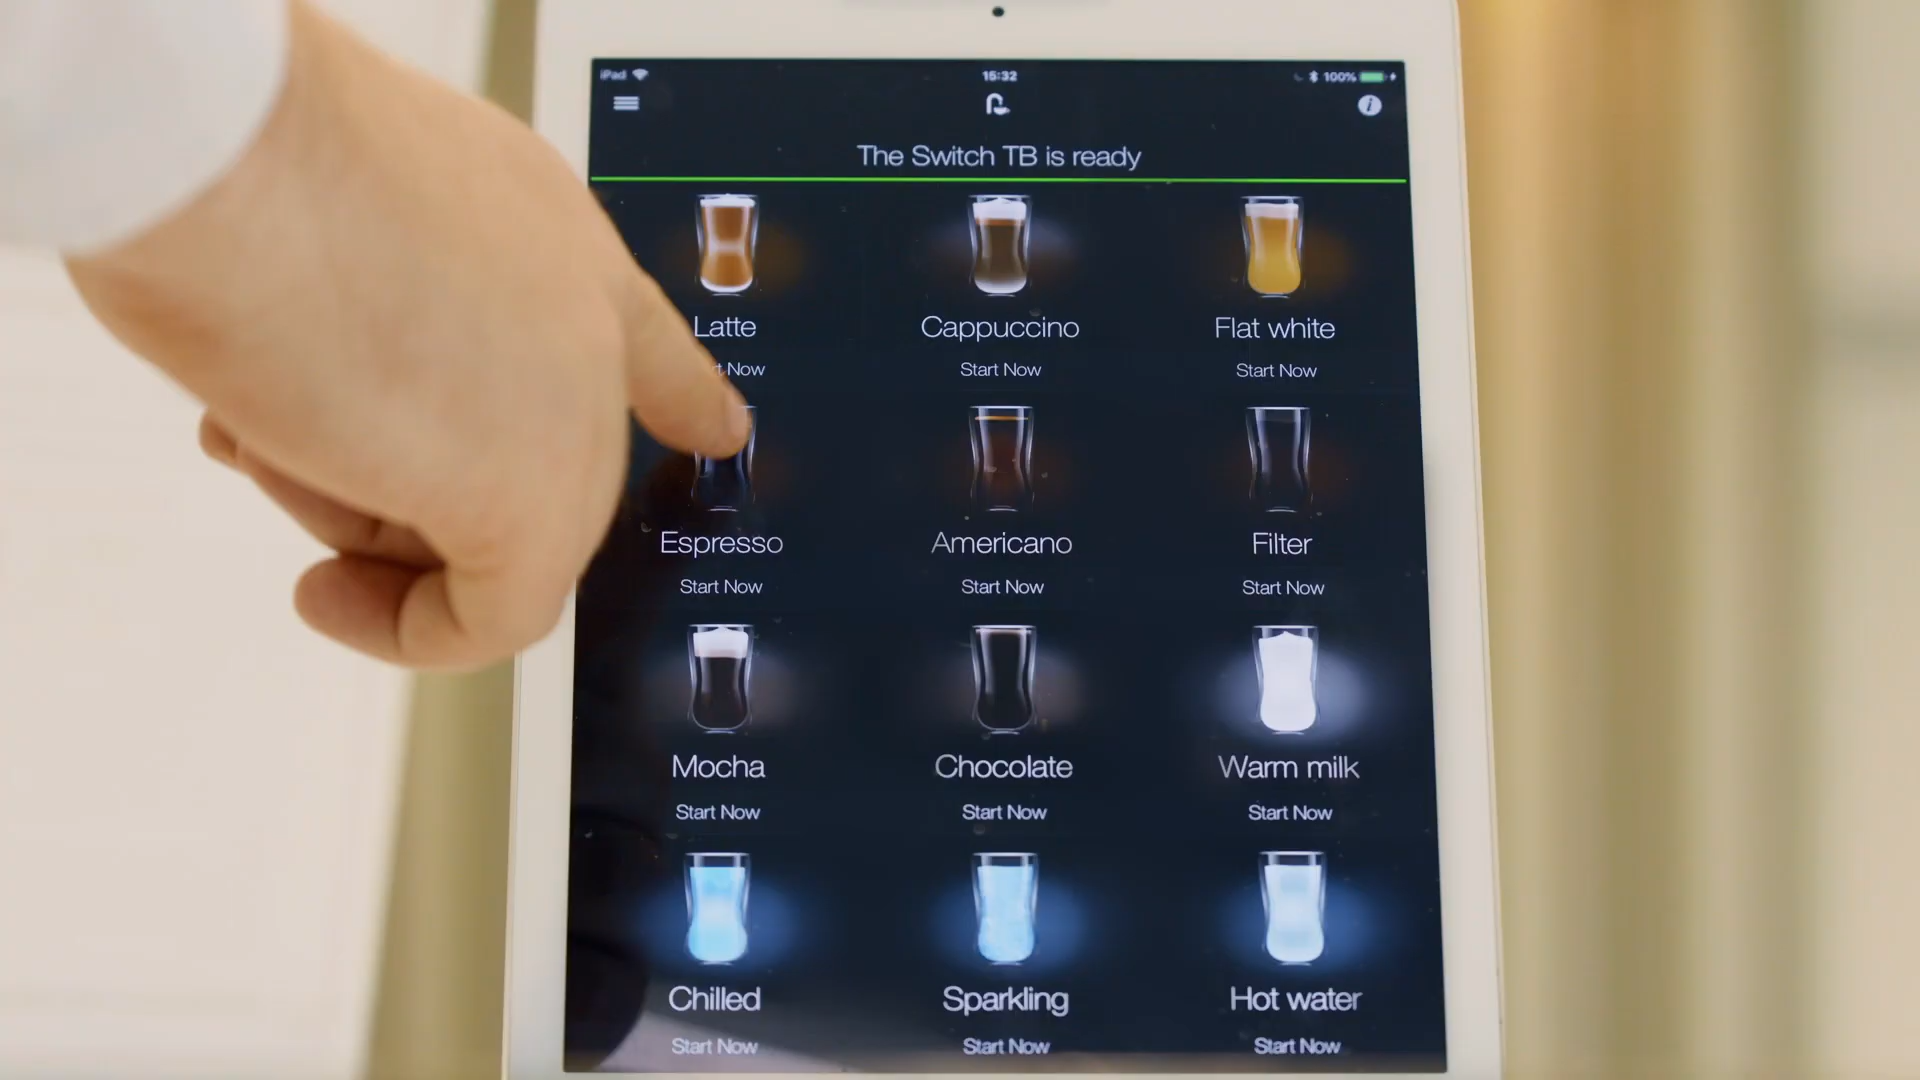 iPad 15:32 100%
The Switch TB is ready
Latte Cappuccino Flat white
Now Start Now Start Now
Espresso Americano Filter
Start Now Start Now Start Now
Mocha Chocolate Warm milk
Start Now Start Now Start Now
Chilled Sparkling Hot water
Start Now Start Now Start Now